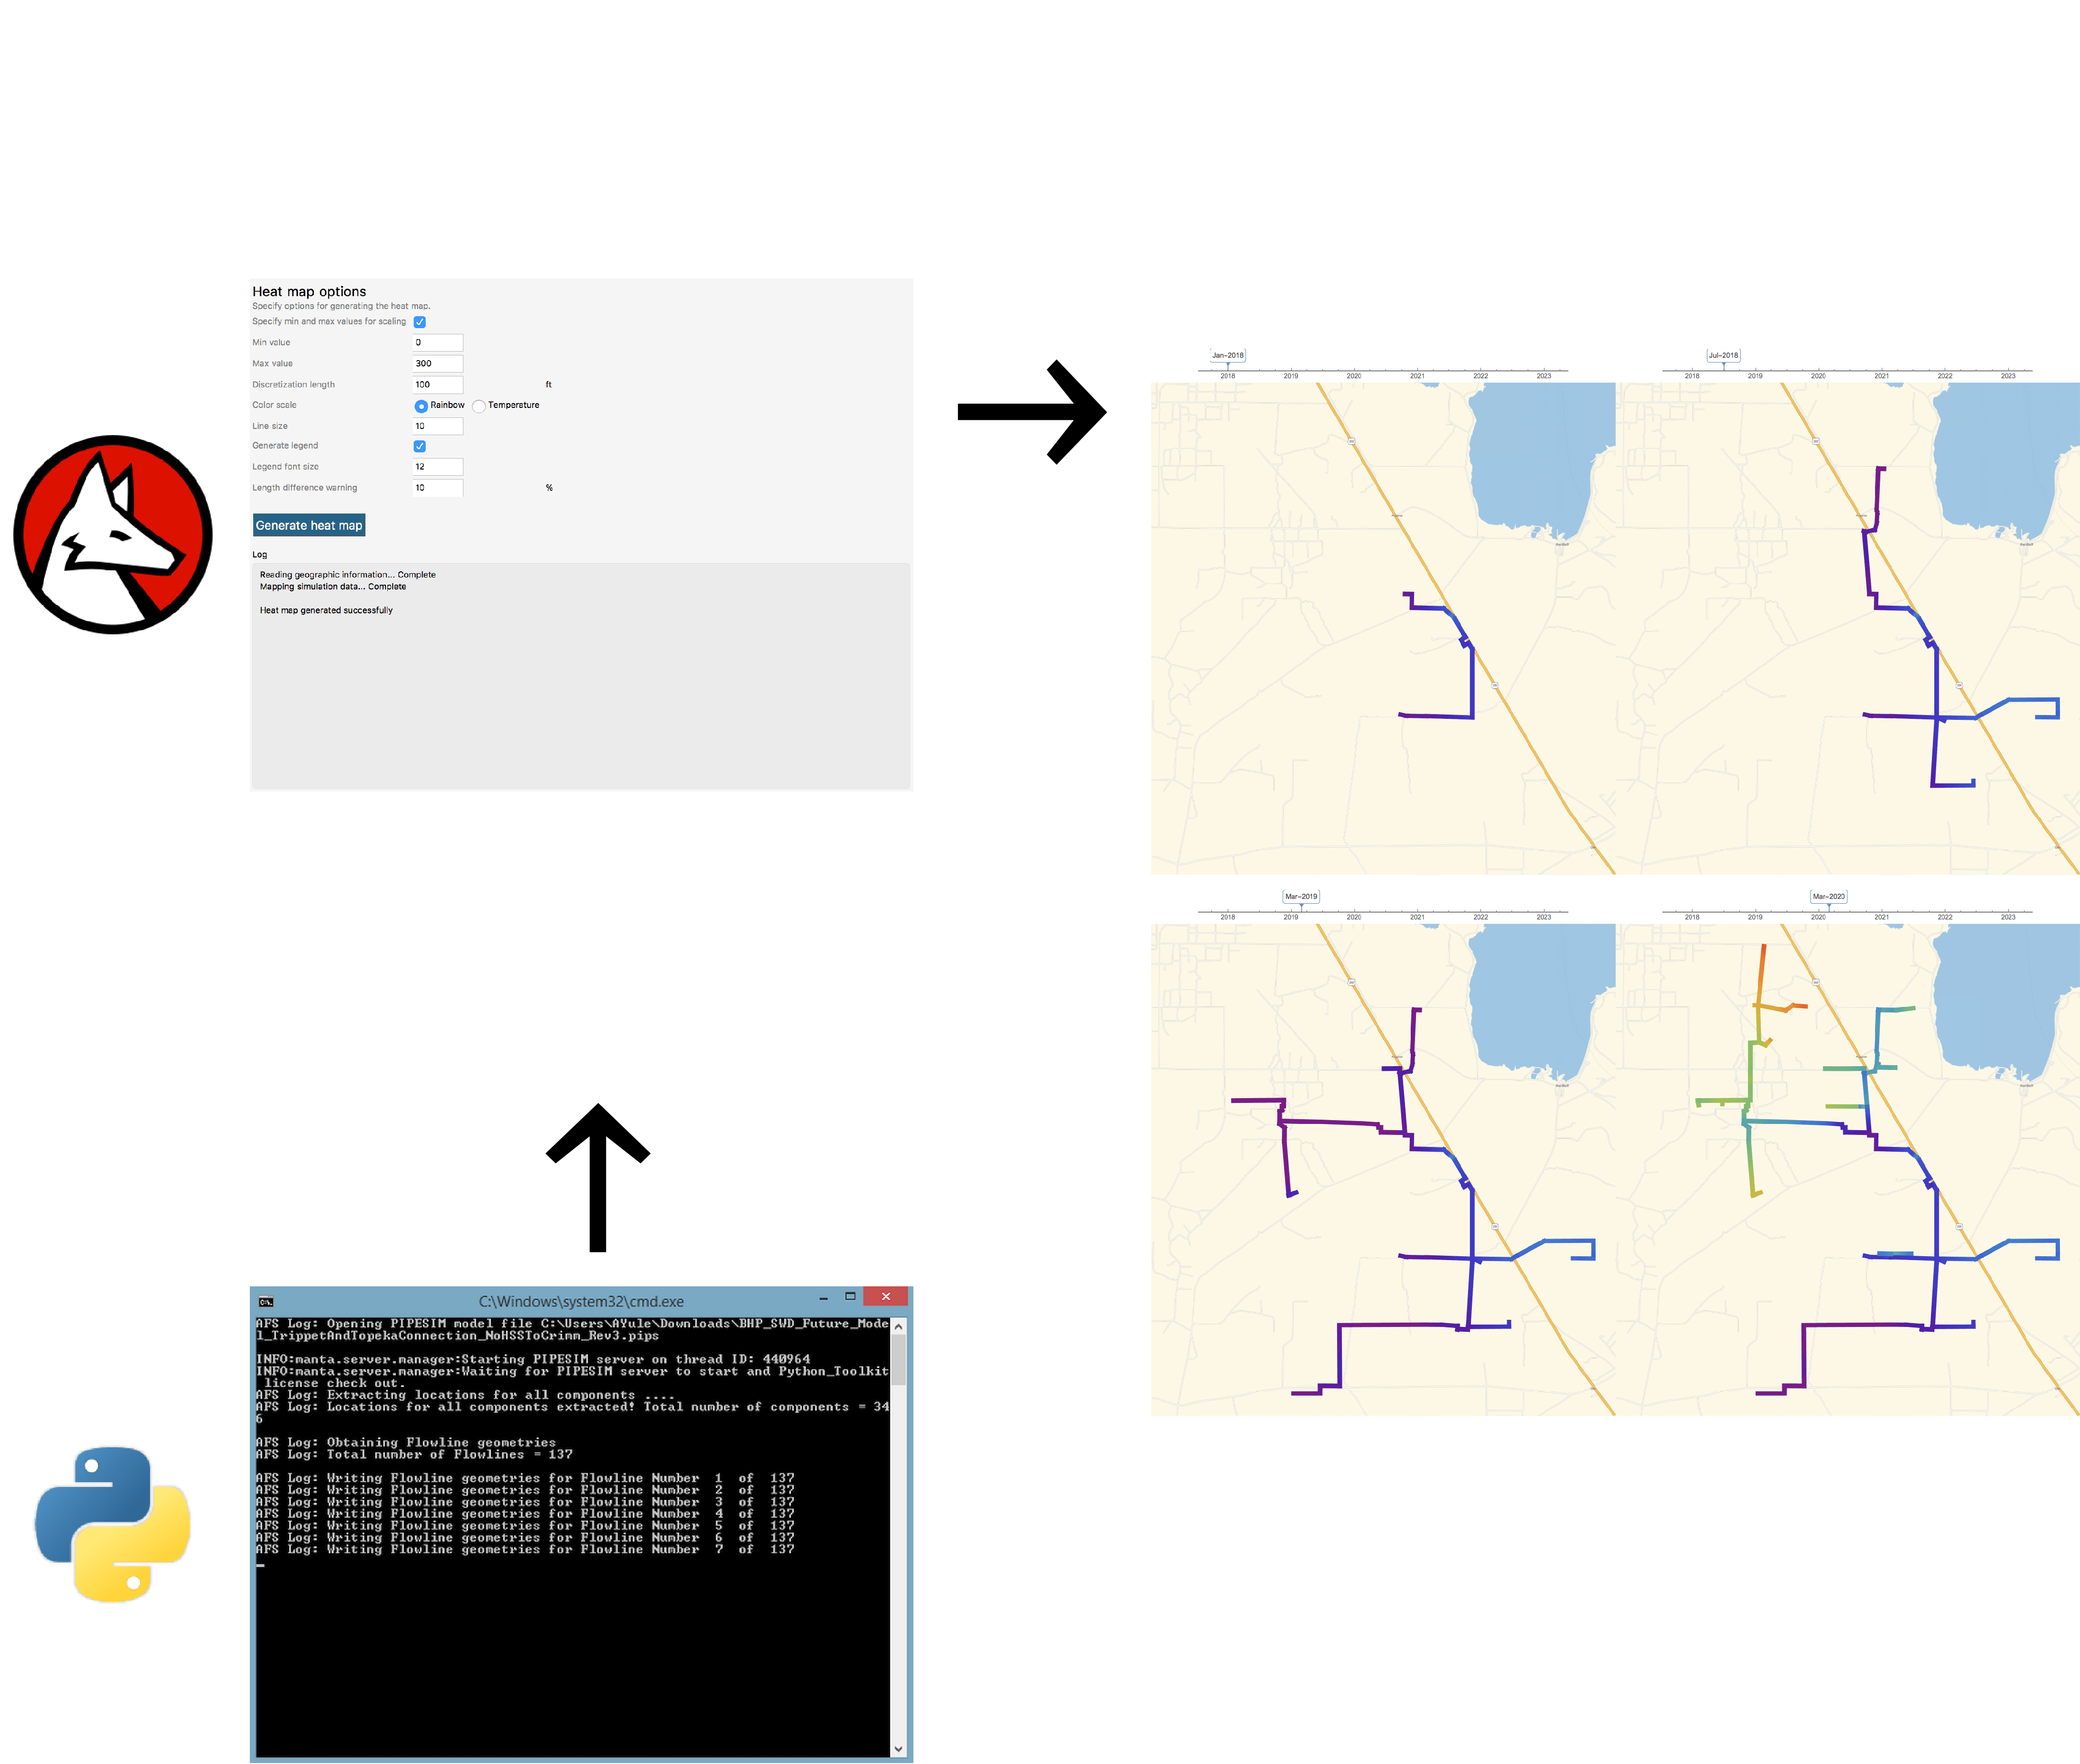 Heat map options
Specify options for generating the heat map.
Specify min and max values for scaling
Min value 0
Max value 300
Discretization length 100 ft
Color scale Rainbow Temperature
Line size 10
Generate legend
Legend font size 12
Length difference warning 10 %
Generate heat map
Log
Reading geographic information... Complete
Mapping simulation data... Complete
Heat map generated successfully
Jan-2018
2018 2019 2020 2021 2022 2023
Jul-2018
2018 2019 2020 2021 2022 2023
Mar-2019
2018 2019 2020 2021 2022 2023
Mar-2020
2018 2019 2020 2021 2022 2023
C:\Windows\system32\cmd.exe
AFS Log: Opening PIPESIM model file C:\Users\AYule\Downloads\BHP_SWD_Future_Mode
l_TrippetAndTopekaConnection_NoHSSToCrimm_Rev3.pips
INFO:manta.server.manager:Starting PIPESIM server on thread ID: 440964
INFO:manta.server.manager:Waiting for PIPESIM server to start and Python_Toolkit
license check out.
AFS Log: Extracting locations for all components ....
AFS Log: Locations for all components extracted! Total number of components = 34
6
AFS Log: Obtaining Flowline geometries
AFS Log: Total number of Flowlines = 137
AFS Log: Writing Flowline geometries for Flowline Number 1 of 137
AFS Log: Writing Flowline geometries for Flowline Number 2 of 137
AFS Log: Writing Flowline geometries for Flowline Number 3 of 137
AFS Log: Writing Flowline geometries for Flowline Number 4 of 137
AFS Log: Writing Flowline geometries for Flowline Number 5 of 137
AFS Log: Writing Flowline geometries for Flowline Number 6 of 137
AFS Log: Writing Flowline geometries for Flowline Number 7 of 137